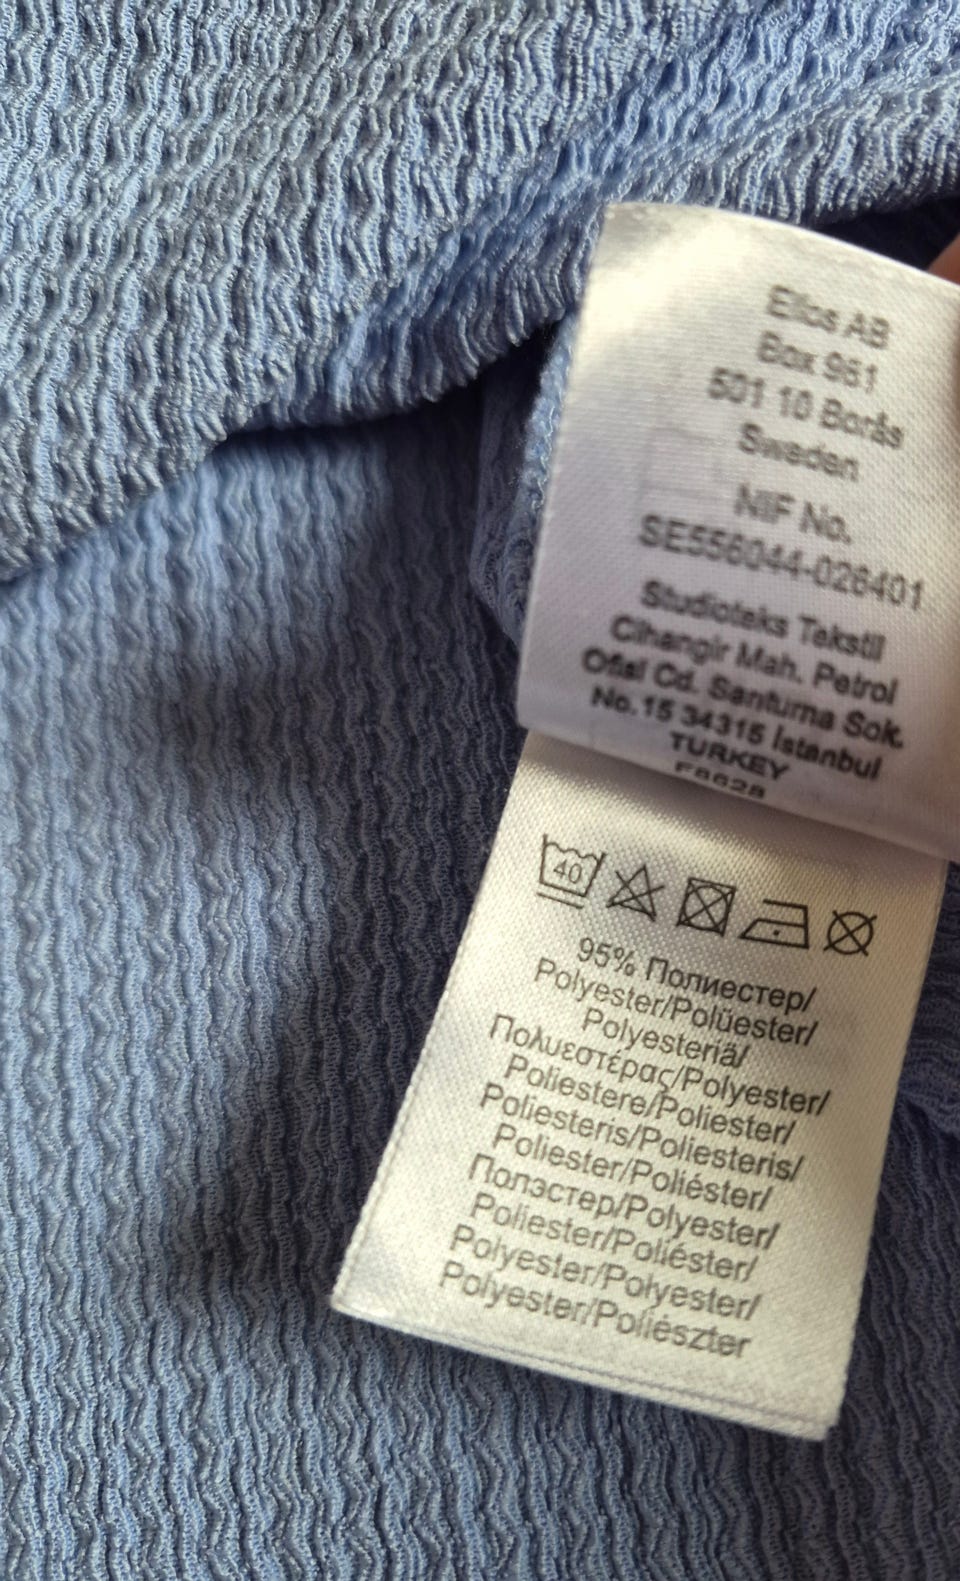 Ellos AB
Box 961
501 10 Borås
Sweden
NIF No.
SE556044-026401
Studioteks Tekstil
Cihangir Mah. Petrol
Ofisi Cd. Santuma Sok.
No.15 34315 İstanbul
TURKEY
F8628
40
95% Полиестер/
Polyester/Polüester/
Polyesteriä/
Πολυεστέρας/Polyester/
Poliestere/Poliester/
Poliesteris/Poliesteris/
Poliester/Poliéster/
Полэстер/Polyester/
Poliester/Poliéster/
Polyester/Polyester/
Polyester/Poliészter